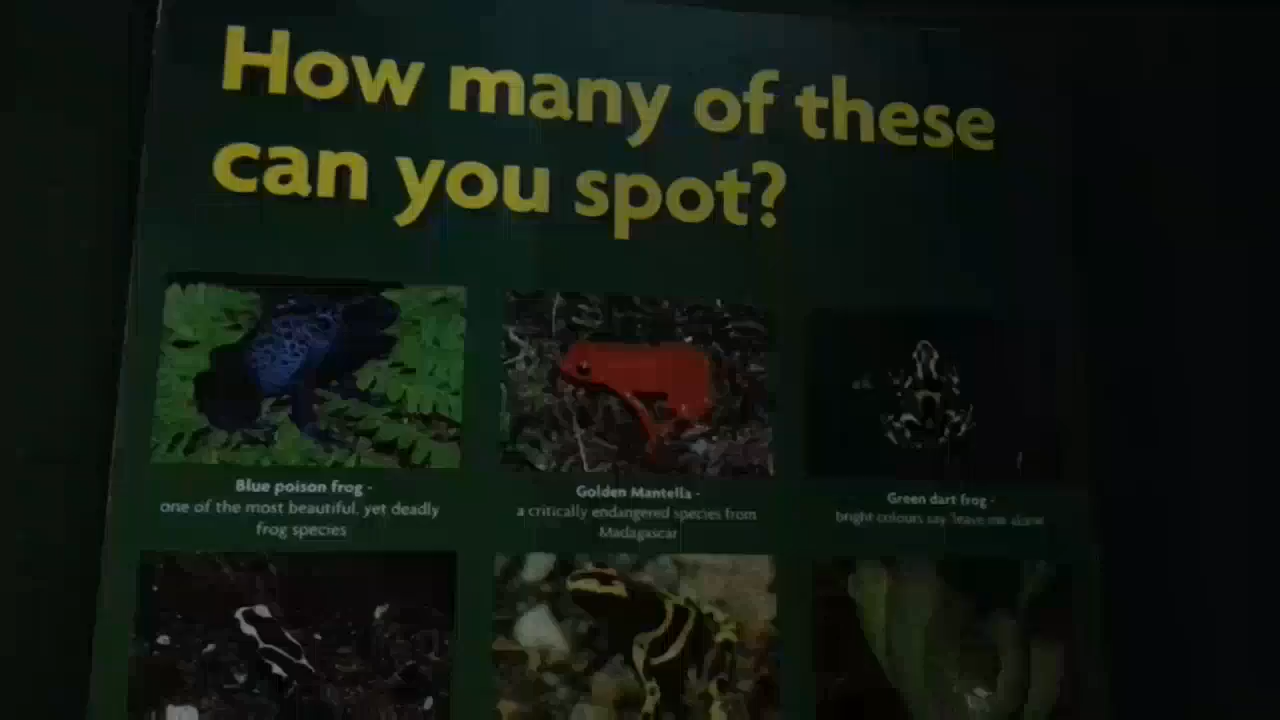 How many of these
can you spot?
Blue poison frog -
one of the most beautiful, yet deadly
frog species
Golden Mantella -
a critically endangered species from
Madagascar
Green dart frog -
bright colours say 'leave me alone'